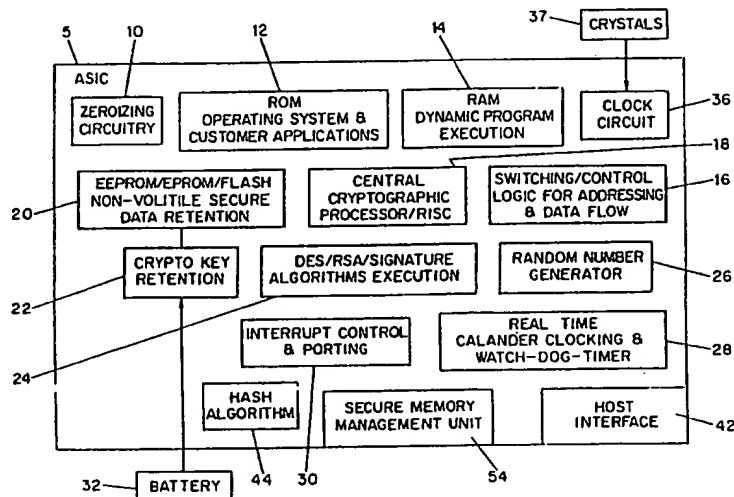 37
CRYSTALS
5
10
12
14
ASIC
ZEROIZING
CIRCUITRY
ROM
OPERATING SYSTEM &
CUSTOMER APPLICATIONS
RAM
DYNAMIC PROGRAM
EXECUTION
CLOCK
CIRCUIT
36
18
EEPROM/EPROM/FLASH
NON-VOLITILE SECURE
DATA RETENTION
CENTRAL
CRYPTOGRAPHIC
PROCESSOR/RISC
SWITCHING/CONTROL
LOGIC FOR ADDRESSING
& DATA FLOW
16
20
CRYPTO KEY
RETENTION
DES/RSA/SIGNATURE
ALGORITHMS EXECUTION
RANDOM NUMBER
GENERATOR
26
22
INTERRUPT CONTROL
& PORTING
REAL TIME
CALANDER CLOCKING &
WATCH-DOG-TIMER
28
24
HASH
ALGORITHM
SECURE MEMORY
MANAGEMENT UNIT
HOST
INTERFACE
42
32
BATTERY
44
30
54